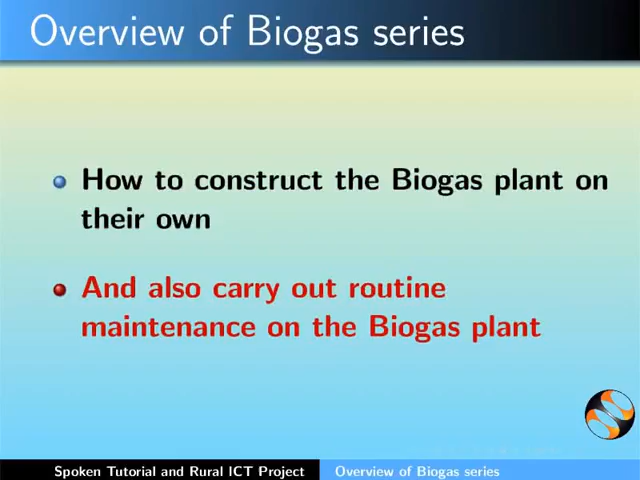 Overview of Biogas series
How to construct the Biogas plant on
their own
And also carry out routine
maintenance on the Biogas plant
Spoken Tutorial and Rural ICT Project
Overview of Biogas series